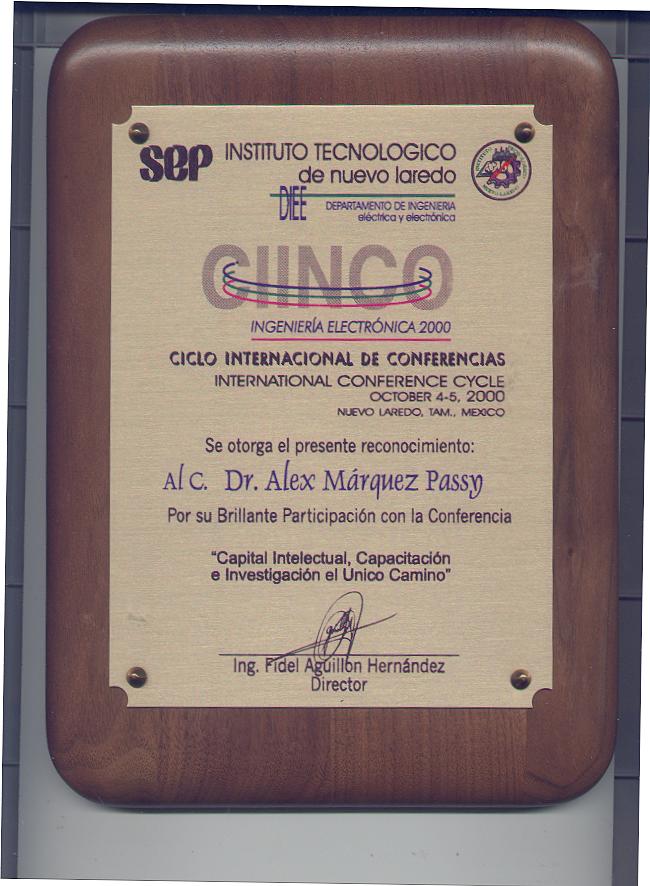 SEP
INSTITUTO TECNOLOGICO
de nuevo laredo
DIEE
DEPARTAMENTO DE INGENIERIA
eléctrica y electrónica
CIINCO
INGENIERÍA ELECTRÓNICA 2000
CICLO INTERNACIONAL DE CONFERENCIAS
INTERNATIONAL CONFERENCE CYCLE
OCTOBER 4-5, 2000
NUEVO LAREDO, TAM., MEXICO
Se otorga el presente reconocimiento:
Al C. Dr. Alex Márquez Passy
Por su Brillante Participación con la Conferencia
“Capital Intelectual, Capacitación
e Investigación el Unico Camino”
Ing. Fidel Aguillon Hernández
Director